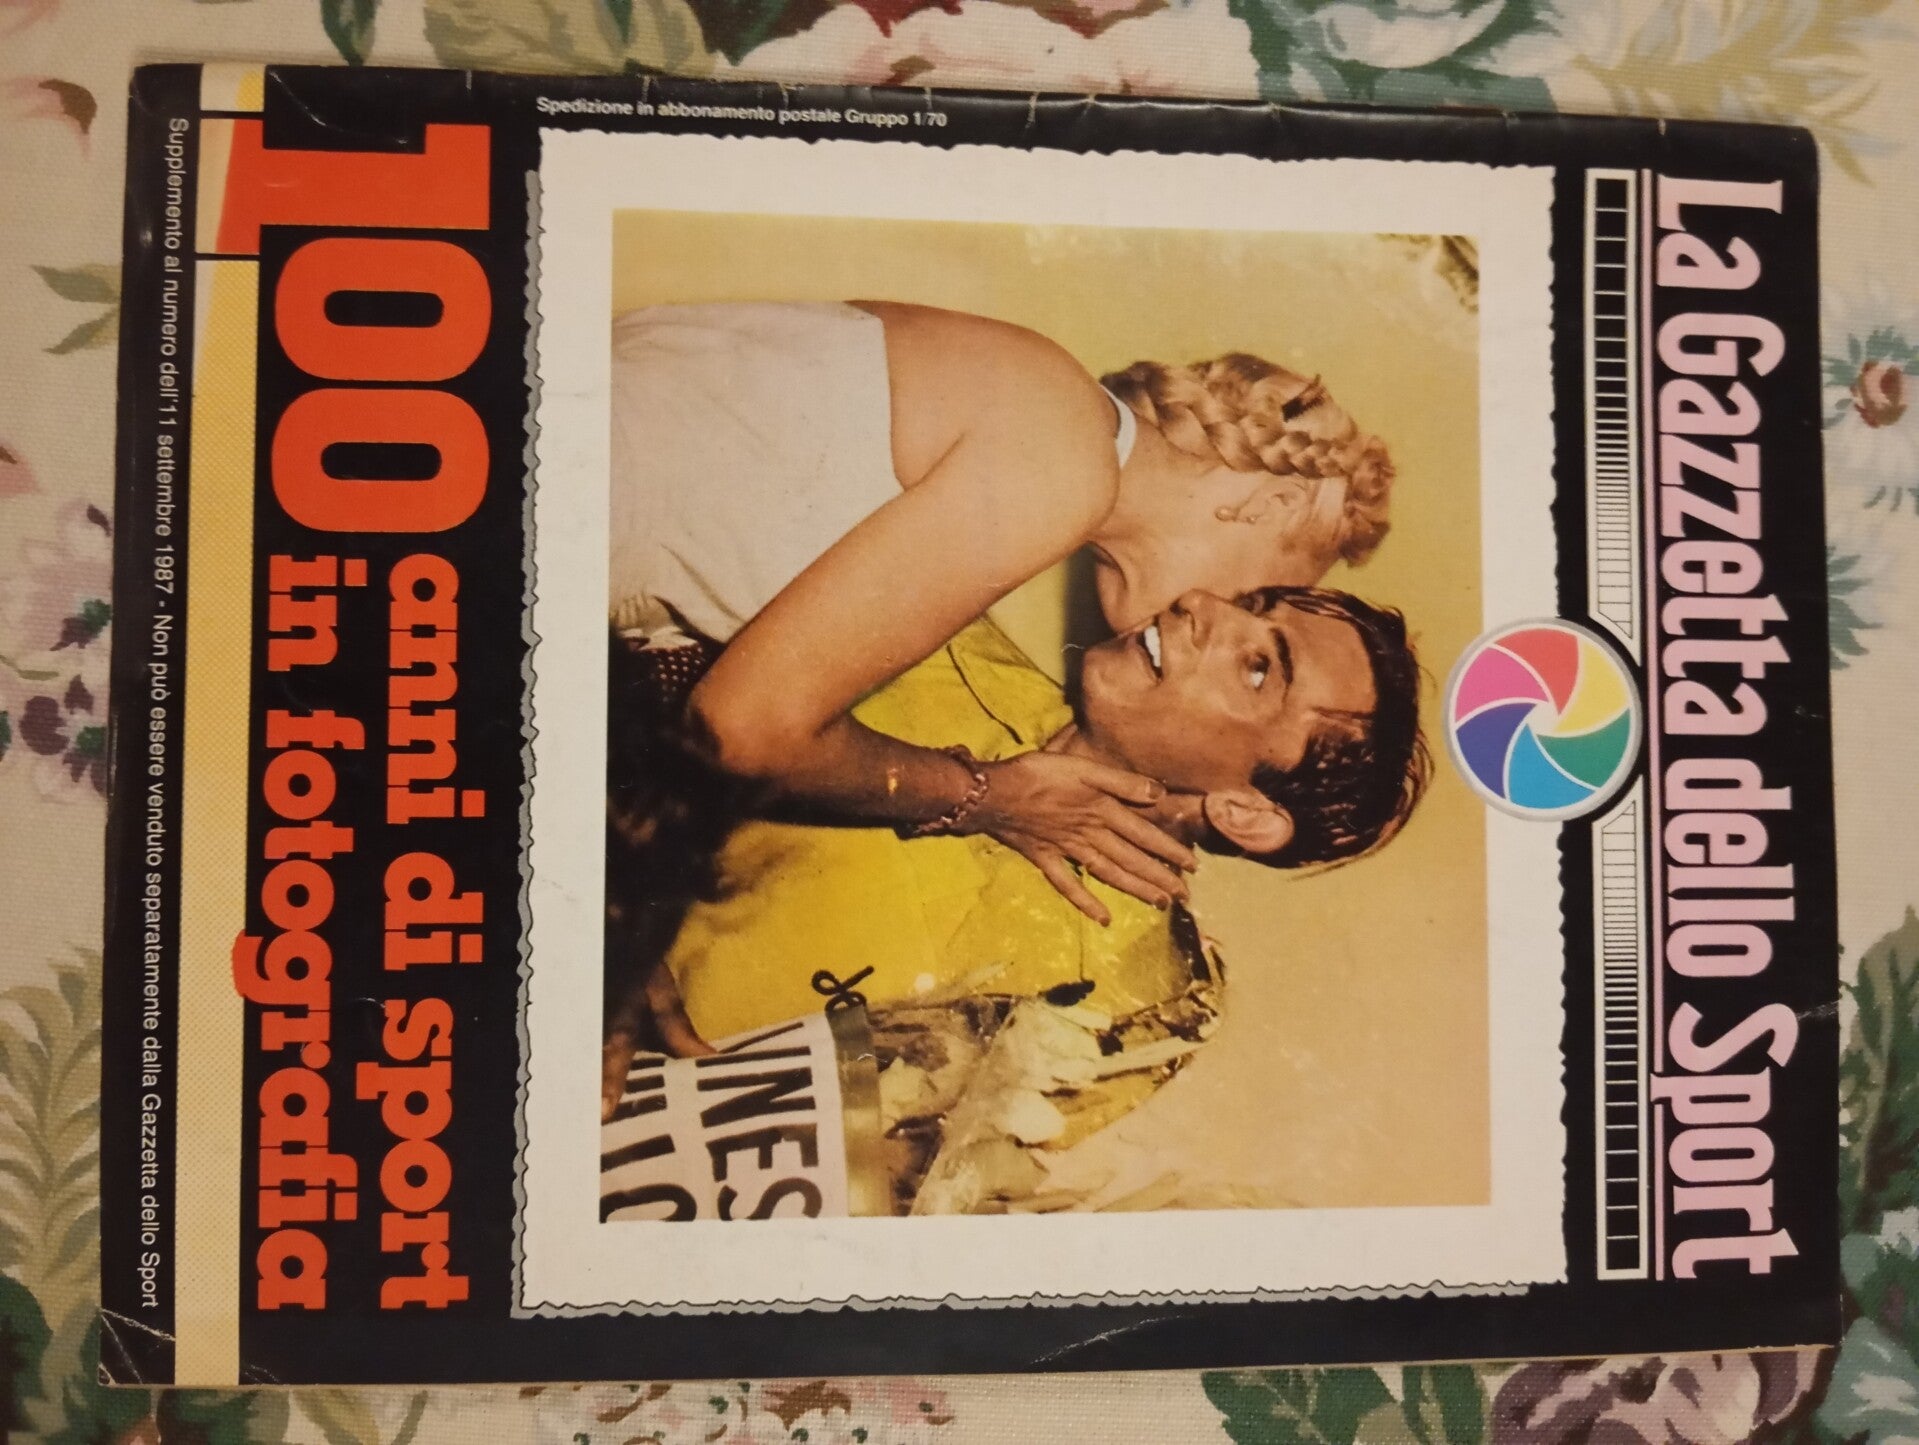 La Gazzetta dello Sport
Spedizione in abbonamento postale Gruppo 1/70
VINES
100 anni di sport
in fotografia
Supplemento al numero dell'11 settembre 1987 - Non può essere venduto separatamente dalla Gazzetta dello Sport